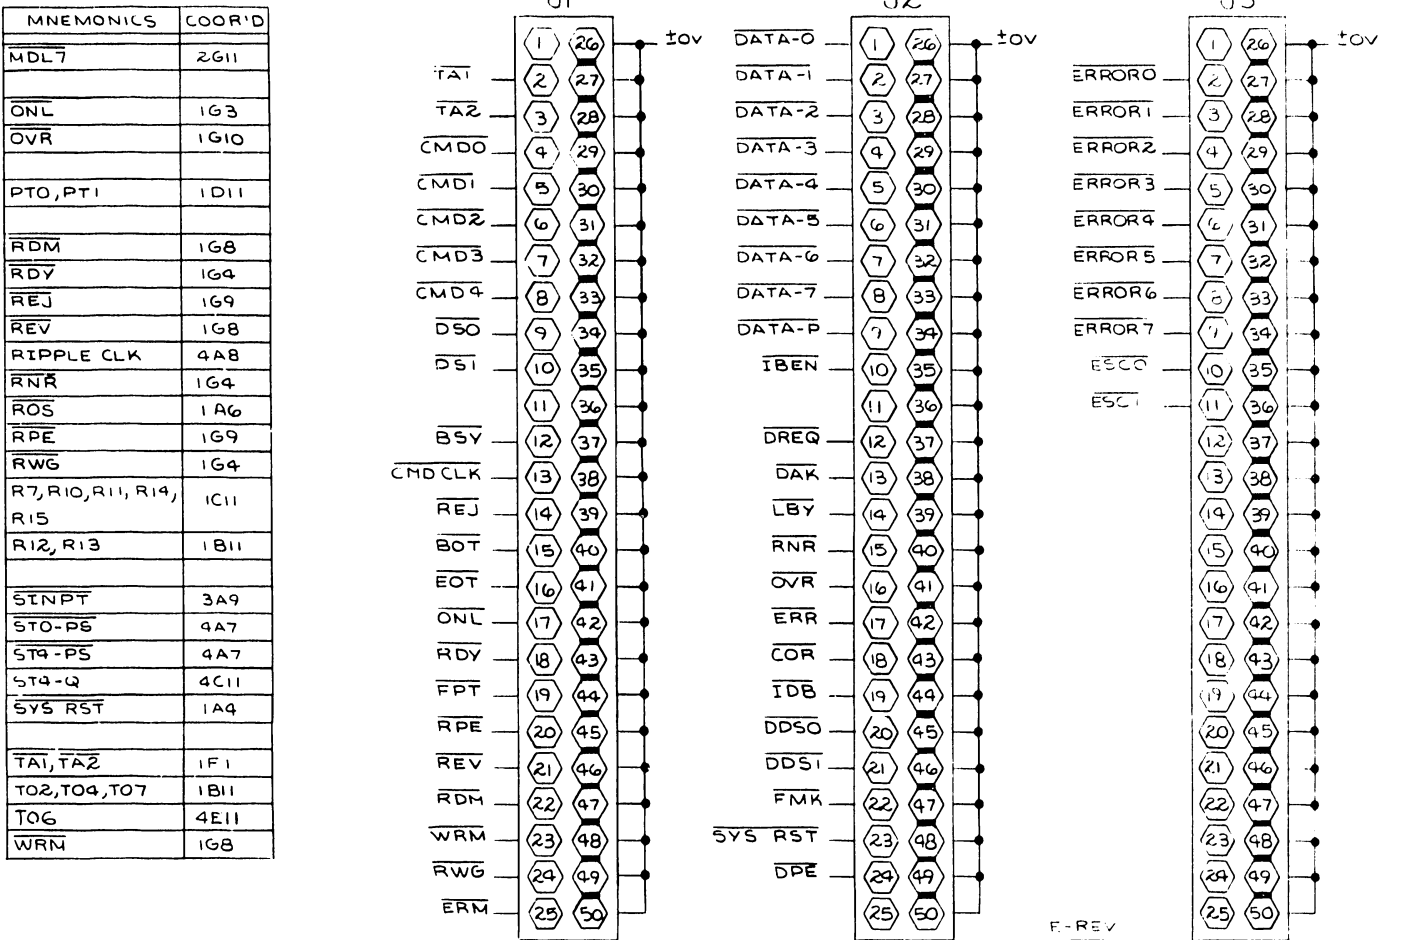 MNEMONICS COOR'D
MDL7 2G11
ONL 1G3
OVR 1G10
PT0, PT1 1D11
RDM 1G8
RDY 1G4
REJ 1G9
REV 1G8
RIPPLE CLK 4A8
RNR 1G4
ROS 1A6
RPE 1G9
RWG 1G4
R7, R10, R11, R14, R15 1C11
R12, R13 1B11
SINPT 3A9
ST0-PS 4A7
ST4-PS 4A7
ST4-Q 4C11
SYS RST 1A4
TA1, TA2 1F1
T02, T04, T07 1B11
T06 4E11
WRM 1G8
J1
1 26 ±0V
TA1 2 27
TA2 3 28
CMD0 4 29
CMD1 5 30
CMD2 6 31
CMD3 7 32
CMD4 8 33
DS0 9 34
DS1 10 35
11 36
BSY 12 37
CMD CLK 13 38
REJ 14 39
BOT 15 40
EOT 16 41
ONL 17 42
RDY 18 43
FPT 19 44
RPE 20 45
REV 21 46
RDM 22 47
WRM 23 48
RWG 24 49
ERM 25 50
J2
DATA-0 1 26 ±0V
DATA-1 2 27
DATA-2 3 28
DATA-3 4 29
DATA-4 5 30
DATA-5 6 31
DATA-6 7 32
DATA-7 8 33
DATA-P 9 34
IBEN 10 35
11 36
DREQ 12 37
DAK 13 38
LBY 14 39
RNR 15 40
OVR 16 41
ERR 17 42
COR 18 43
IDB 19 44
DDS0 20 45
DDS1 21 46
FMK 22 47
SYS RST 23 48
DPE 24 49
25 50
J3
1 26 ±0V
ERROR0 2 27
ERROR1 3 28
ERROR2 4 29
ERROR3 5 30
ERROR4 6 31
ERROR5 7 32
ERROR6 8 33
ERROR7 9 34
ESC0 10 35
ESC1 11 36
12 37
13 38
14 39
15 40
16 41
17 42
18 43
19 44
20 45
21 46
22 47
23 48
24 49
25 50
E-REV